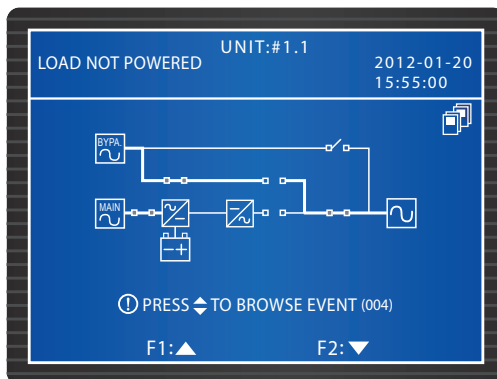 UNIT:#1.1
LOAD NOT POWERED
2012-01-20
15:55:00
BYPA.
MAIN
PRESS TO BROWSE EVENT (004)
F1: F2: